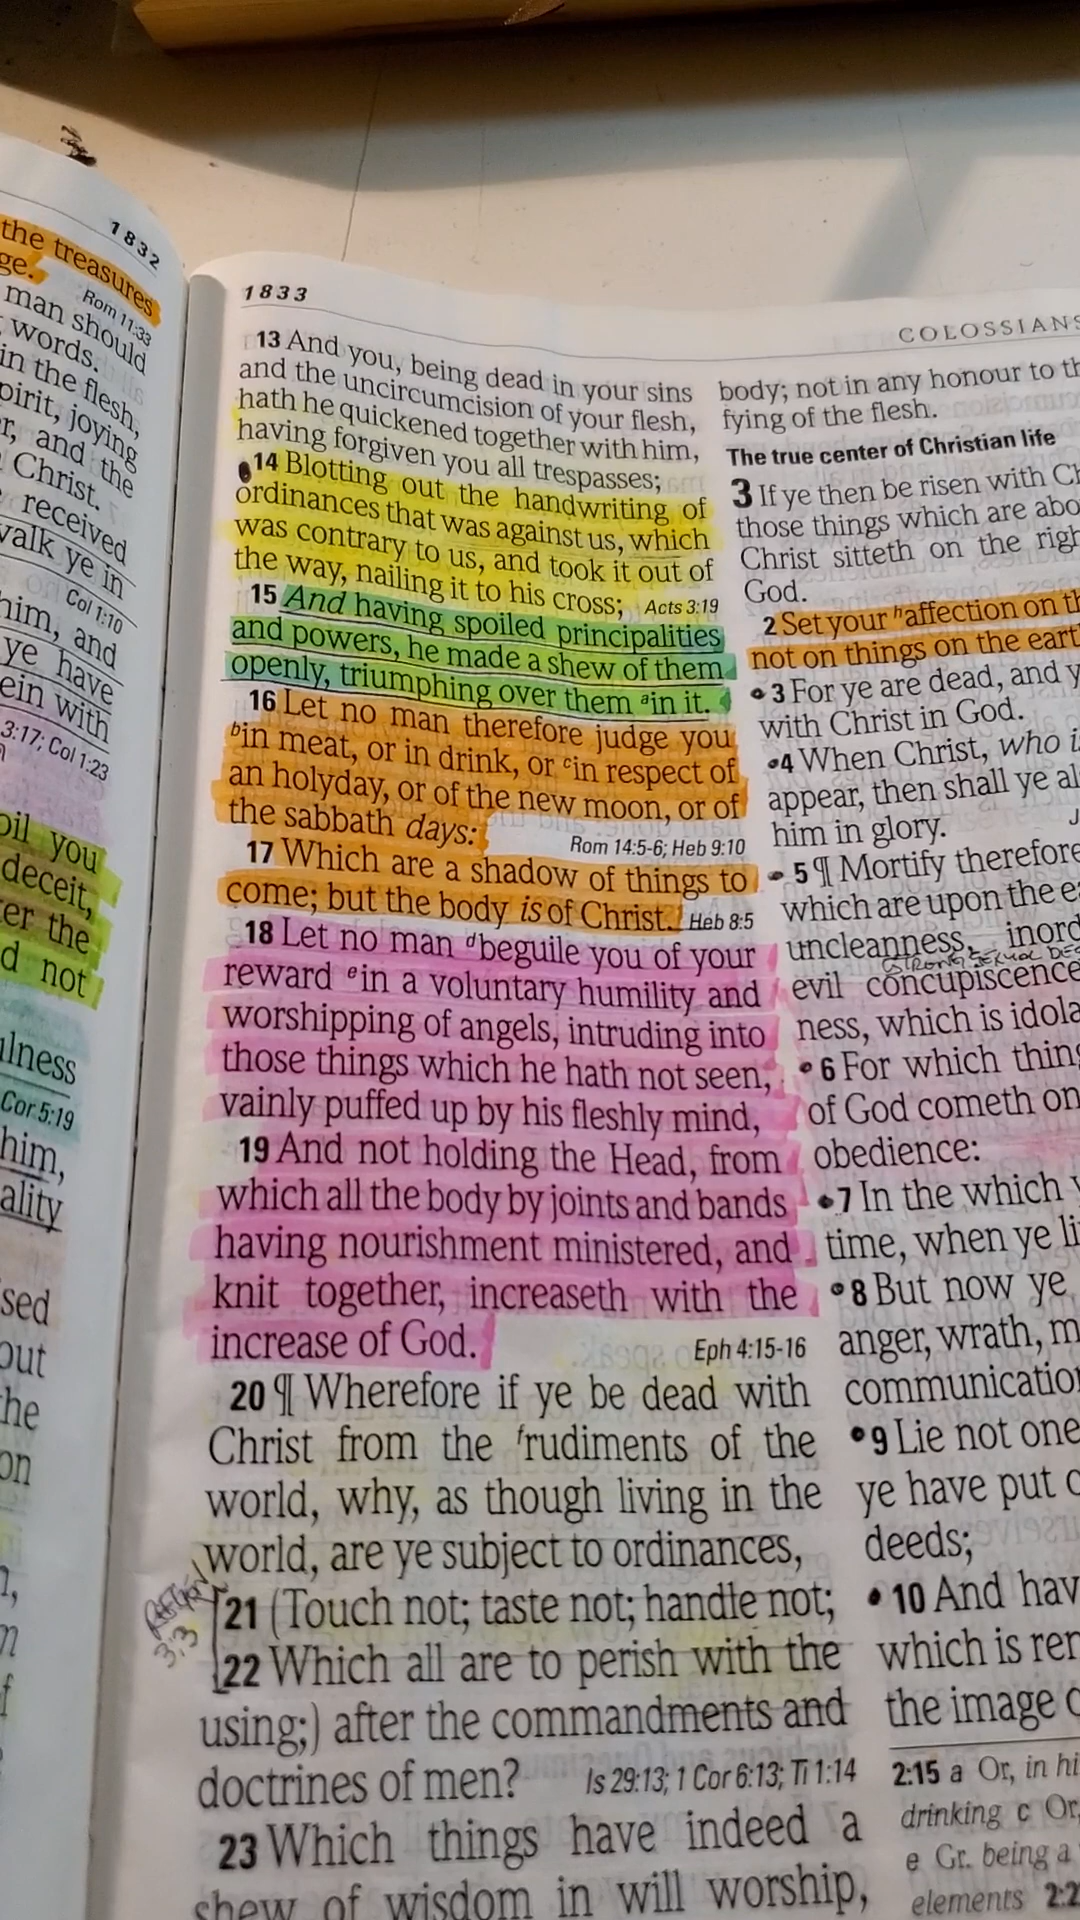 1832
the treasures
ge.
Rom 11:33
man should
words.
in the flesh,
pirit, joying
r, and the
Christ.
received
valk ye in
Col 1:10
him, and
ye have
ein with
3:17; Col 1:23
oil you
deceit,
er the
d not
ulness
Cor 5:19
him,
ality
sed
out
he
on
1833
13 And you, being dead in your sins
and the uncircumcision of your flesh,
hath he quickened together with him,
having forgiven you all trespasses;
14 Blotting out the handwriting of
ordinances that was against us, which
was contrary to us, and took it out of
the way, nailing it to his cross; Acts 3:19
15 And having spoiled principalities
and powers, he made a shew of them
openly, triumphing over them a in it.
16 Let no man therefore judge you
b in meat, or in drink, or c in respect of
an holyday, or of the new moon, or of
the sabbath days:
Rom 14:5-6; Heb 9:10
17 Which are a shadow of things to
come; but the body is of Christ. Heb 8:5
18 Let no man d beguile you of your
reward e in a voluntary humility and
worshipping of angels, intruding into
those things which he hath not seen,
vainly puffed up by his fleshly mind,
19 And not holding the Head, from
which all the body by joints and bands
having nourishment ministered, and
knit together, increaseth with the
increase of God. Eph 4:15-16
20 ¶ Wherefore if ye be dead with
Christ from the f rudiments of the
world, why, as though living in the
world, are ye subject to ordinances,
21 (Touch not; taste not; handle not;
3:3
22 Which all are to perish with the
using;) after the commandments and
doctrines of men? Is 29:13; 1 Cor 6:13; Ti 1:14
23 Which things have indeed a
shew of wisdom in will worship,
COLOSSIANS
body; not in any honour to th
fying of the flesh.
The true center of Christian life
3 If ye then be risen with Ch
those things which are abo
Christ sitteth on the righ
God.
2 Set your h affection on th
not on things on the eart
3 For ye are dead, and y
with Christ in God.
4 When Christ, who i
appear, then shall ye al
him in glory.
5 ¶ Mortify therefore
which are upon the e
uncleanness, inord
STRONG SEXUAL DES
evil concupiscence
ness, which is idola
6 For which thing
of God cometh on
obedience:
7 In the which
time, when ye li
8 But now ye
anger, wrath, m
communication
9 Lie not one
ye have put o
deeds;
10 And hav
which is ren
the image o
2:15 a Or, in hi
drinking c Or,
e Gr. being a
elements 2:2